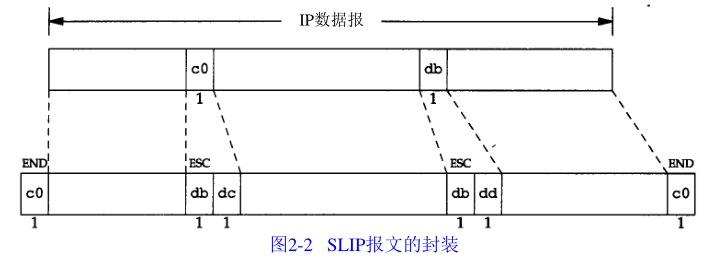 IP数据报
c0 db
1 1
END ESC ESC END
c0 db dc db dd c0
1 1 1 1 1 1
图2-2 SLIP报文的封装